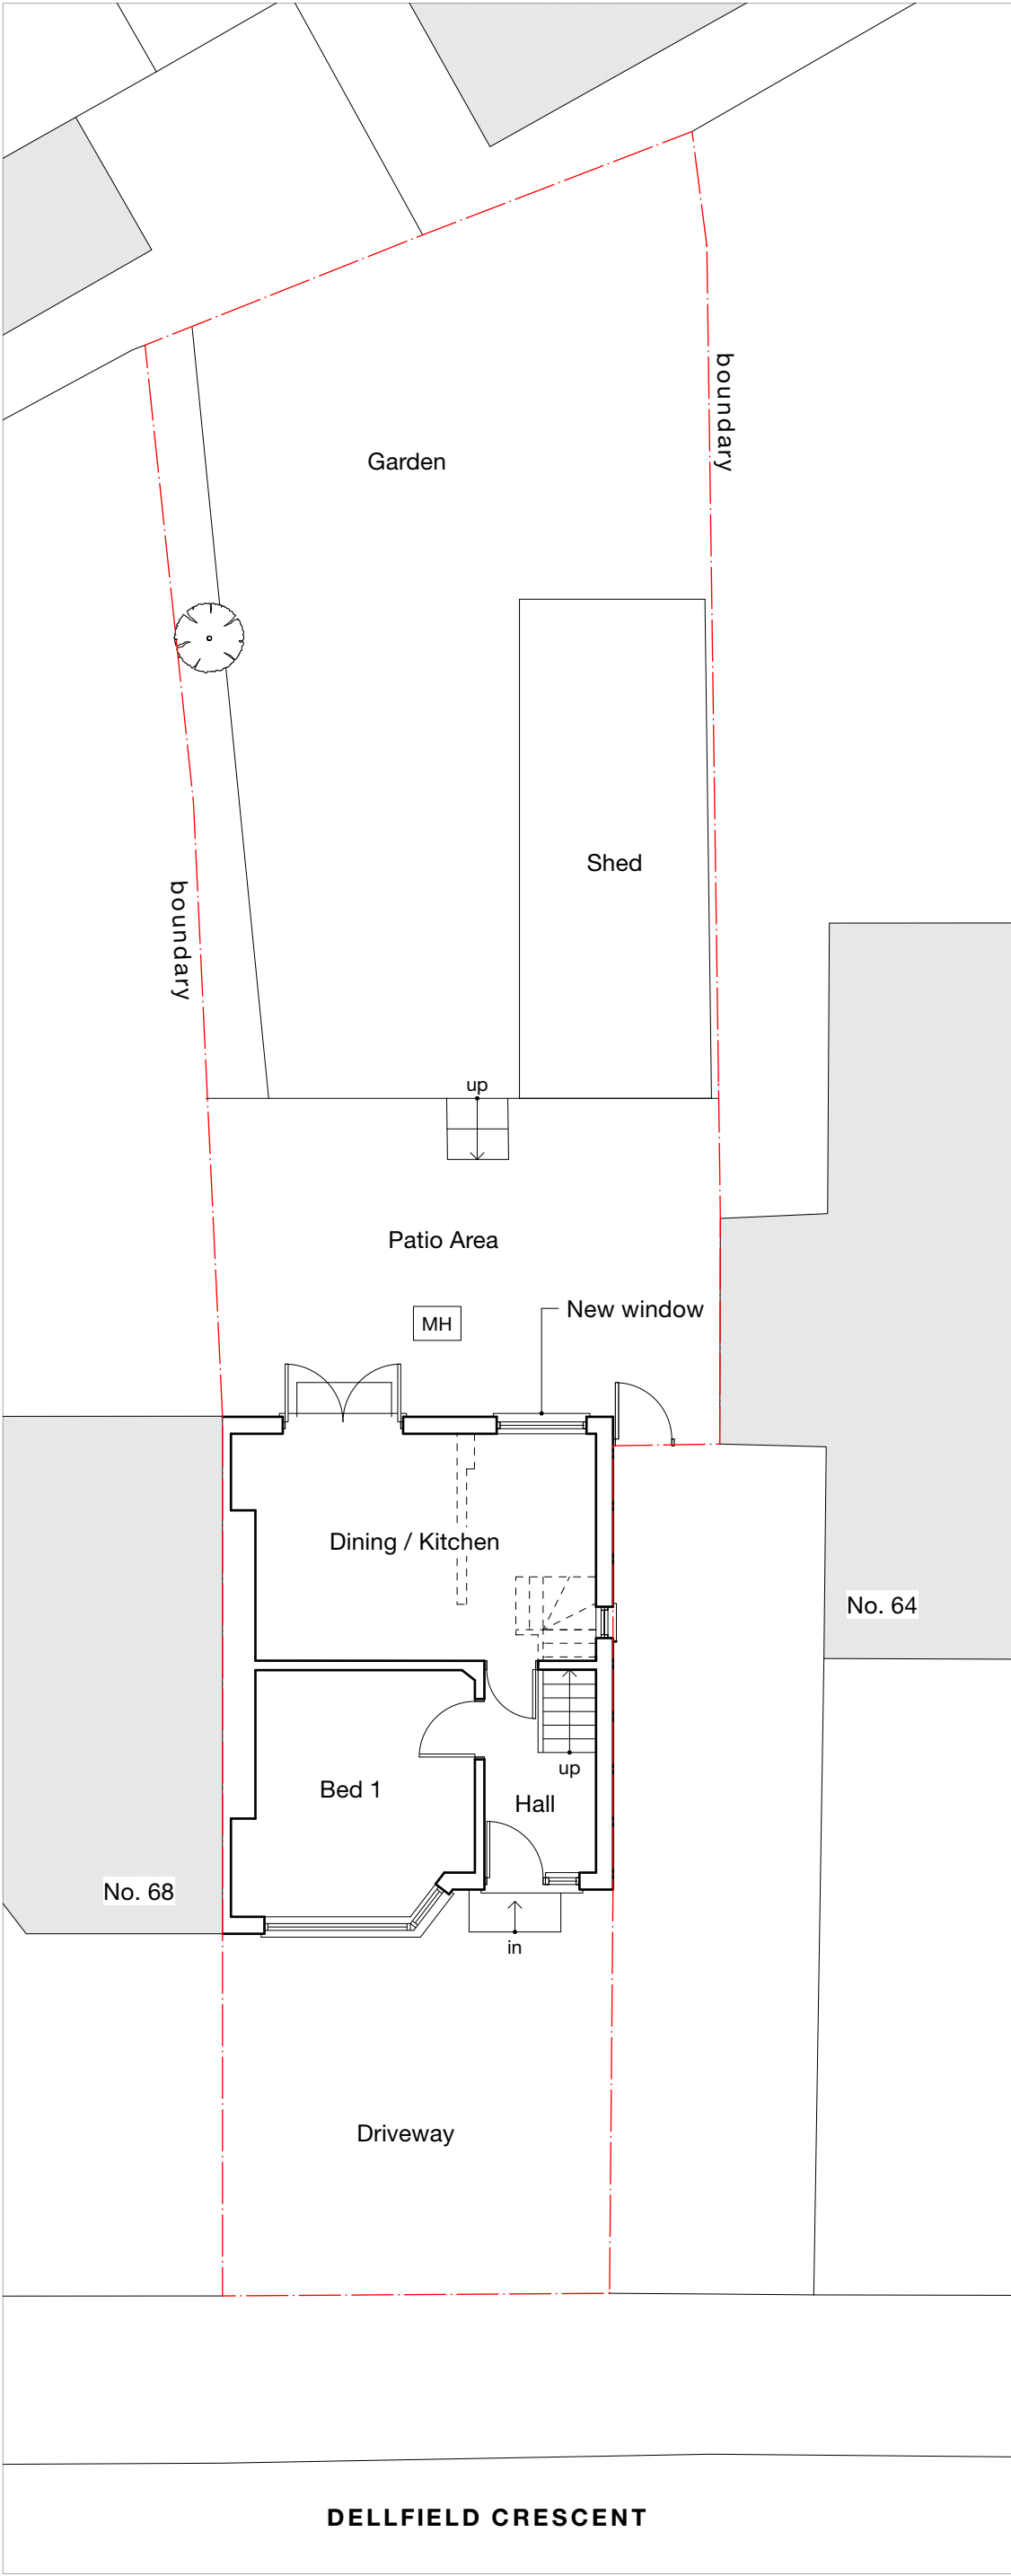 boundary
Garden
Shed
boundary
up
Patio Area
New window
MH
Dining / Kitchen
No. 64
up
Bed 1
Hall
No. 68
in
Driveway
DELLFIELD CRESCENT